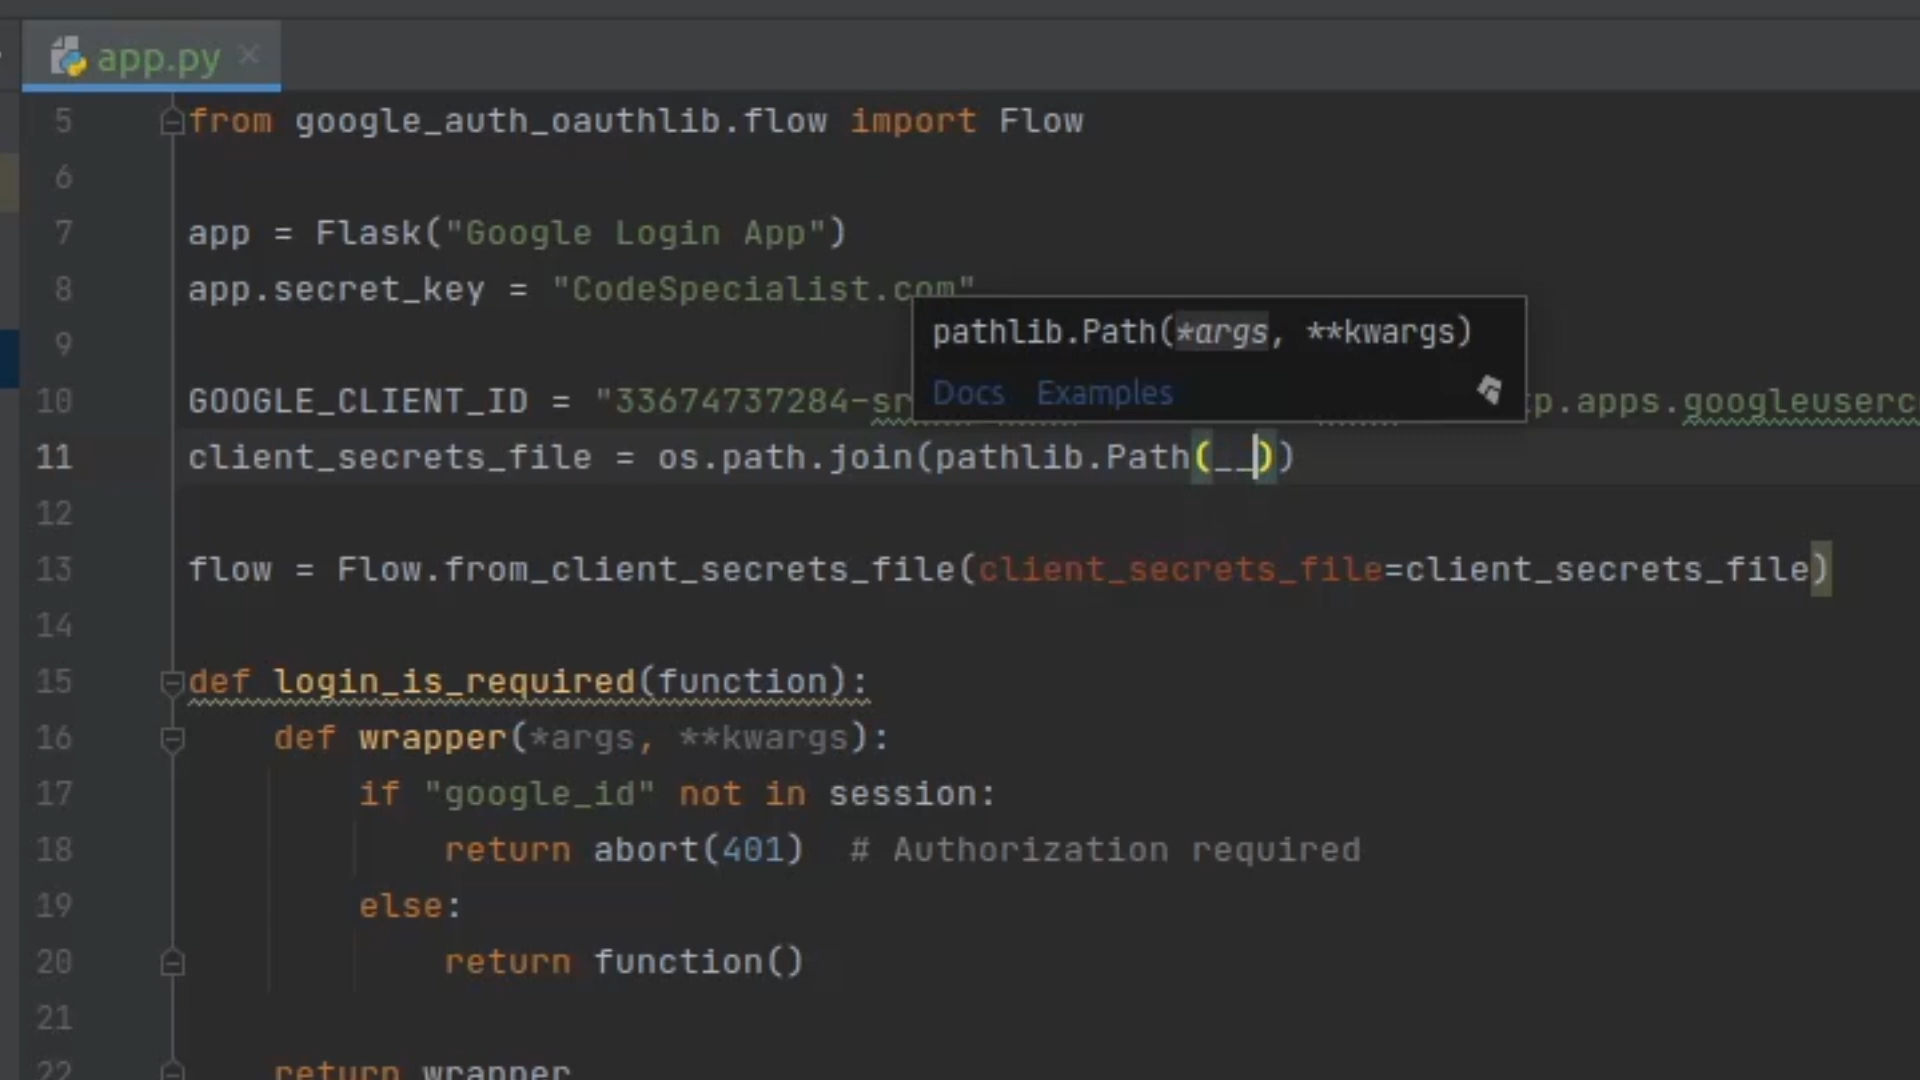 app.py
5 from google_auth_oauthlib.flow import Flow
6
7 app = Flask("Google Login App")
8 app.secret_key = "CodeSpecialist.com"
pathlib.Path(*args, **kwargs)
9
Docs Examples
10 GOOGLE_CLIENT_ID = "33674737284-sr p.apps.googleuserc
11 client_secrets_file = os.path.join(pathlib.Path(__))
12
13 flow = Flow.from_client_secrets_file(client_secrets_file=client_secrets_file)
14
15 def login_is_required(function):
16 def wrapper(*args, **kwargs):
17 if "google_id" not in session:
18 return abort(401) # Authorization required
19 else:
20 return function()
21
22 return wrapper